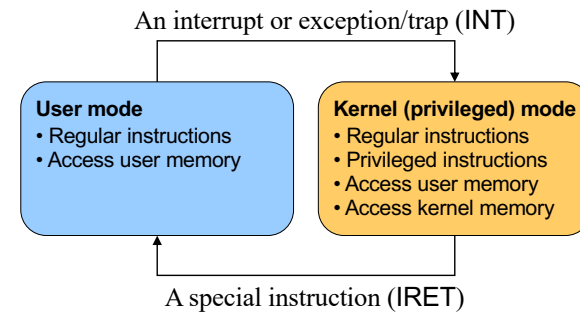 An interrupt or exception/trap (INT)
User mode
• Regular instructions
• Access user memory
Kernel (privileged) mode
• Regular instructions
• Privileged instructions
• Access user memory
• Access kernel memory
A special instruction (IRET)